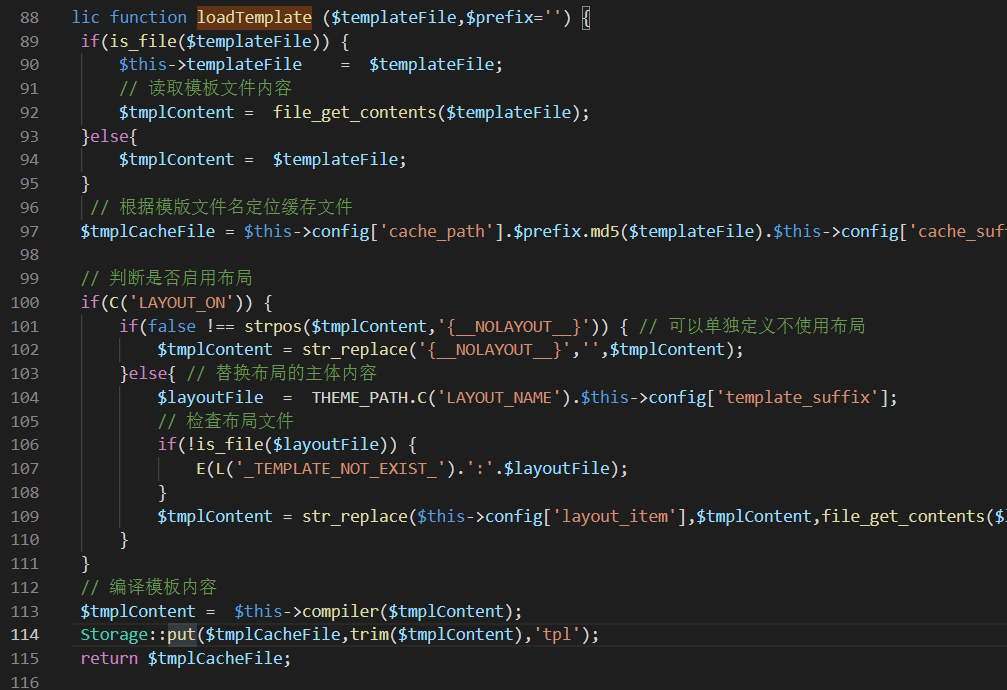 88 lic function loadTemplate ($templateFile,$prefix='') {
89 if(is_file($templateFile)) {
90 $this->templateFile    =  $templateFile;
91 // 读取模板文件内容
92 $tmplContent =  file_get_contents($templateFile);
93 }else{
94 $tmplContent =  $templateFile;
95 }
96 // 根据模版文件名定位缓存文件
97 $tmplCacheFile = $this->config['cache_path'].$prefix.md5($templateFile).$this->config['cache_suf
98
99 // 判断是否启用布局
100 if(C('LAYOUT_ON')) {
101 if(false !== strpos($tmplContent,'{__NOLAYOUT__}')) { // 可以单独定义不使用布局
102 $tmplContent = str_replace('{__NOLAYOUT__}','',$tmplContent);
103 }else{ // 替换布局的主体内容
104 $layoutFile  =  THEME_PATH.C('LAYOUT_NAME').$this->config['template_suffix'];
105 // 检查布局文件
106 if(!is_file($layoutFile)) {
107 E(L('_TEMPLATE_NOT_EXIST_').':'.$layoutFile);
108 }
109 $tmplContent = str_replace($this->config['layout_item'],$tmplContent,file_get_contents($
110 }
111 }
112 // 编译模板内容
113 $tmplContent =  $this->compiler($tmplContent);
114 Storage::put($tmplCacheFile,trim($tmplContent),'tpl');
115 return $tmplCacheFile;
116